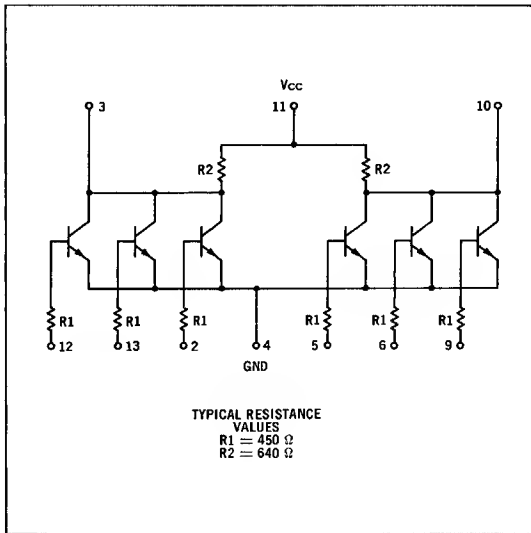 Vcc
3 11 10
R2 R2
R1 R1 R1 R1 R1 R1
12 13 2 4 5 6 9
GND
TYPICAL RESISTANCE
VALUES
R1 = 450 Ω
R2 = 640 Ω